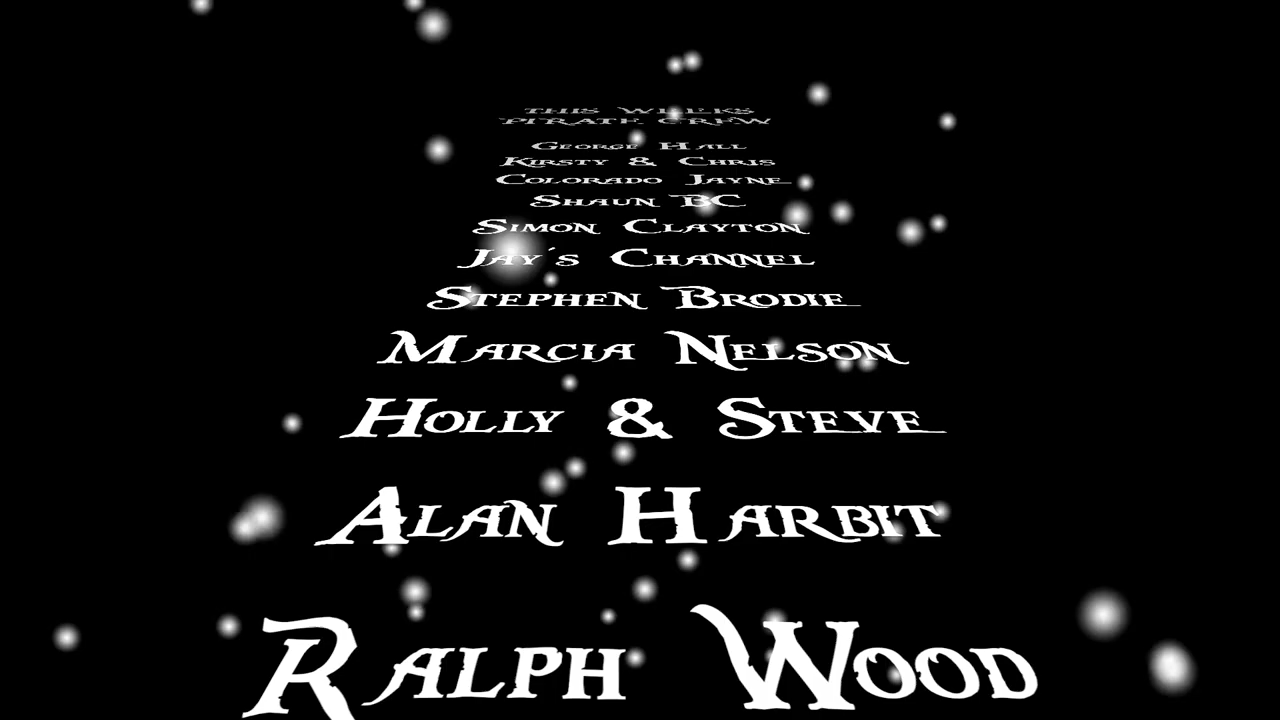 THIS WEEKS
PIRATE CREW
GEORGE HALL
KIRSTY & CHRIS
COLORADO JAYNE
SHAUN BC
SIMON CLAYTON
JAY'S CHANNEL
STEPHEN BRODIE
MARCIA NELSON
HOLLY & STEVE
ALAN HARBIT
RALPH WOOD